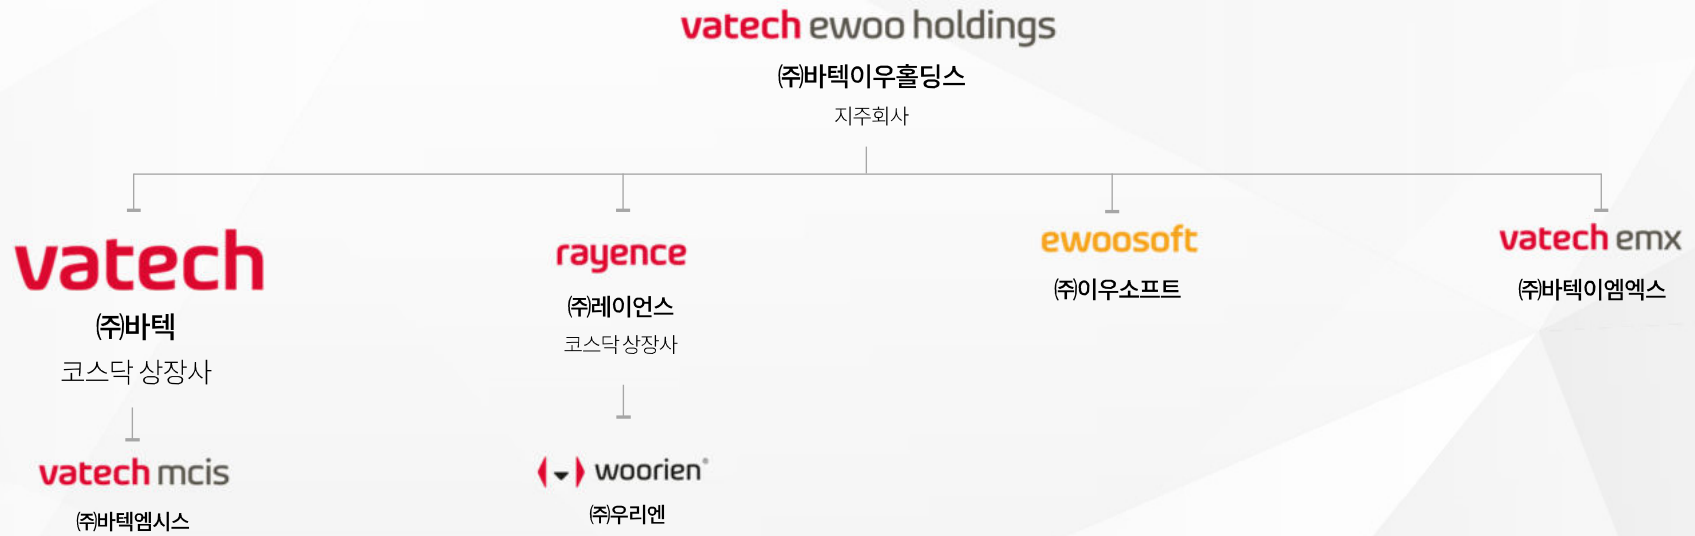 vatech ewoo holdings
㈜바텍이우홀딩스
지주회사
vatech
㈜바텍
코스닥 상장사
rayence
㈜레이언스
코스닥 상장사
ewoosoft
㈜이우소프트
vatech emx
㈜바텍이엠엑스
vatech mcis
㈜바텍엠시스
woorien®
㈜우리엔